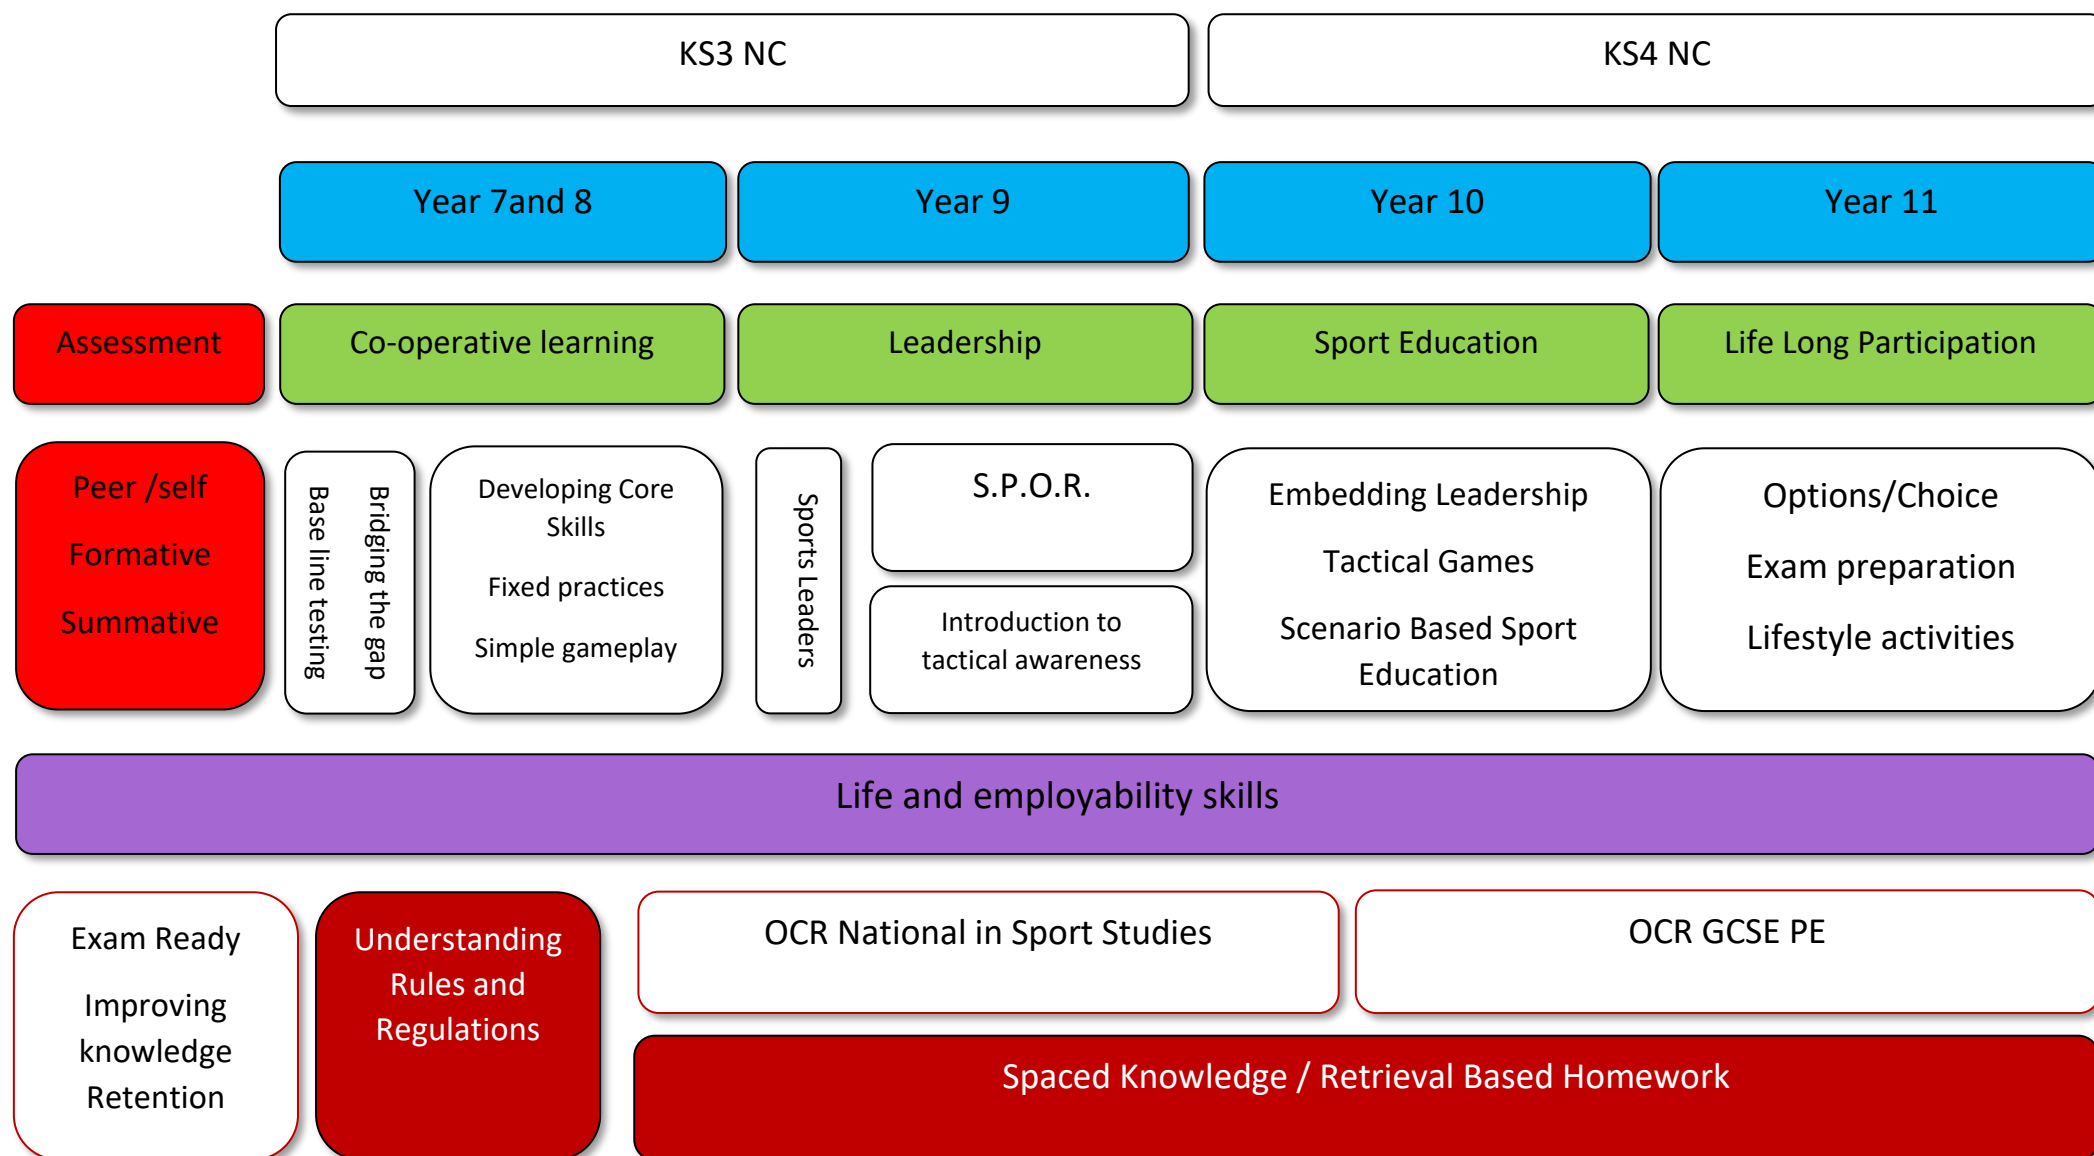 KS3 NC
KS4 NC
Year 7and 8
Year 9
Year 10
Year 11
Assessment
Co-operative learning
Leadership
Sport Education
Life Long Participation
Peer /self
Formative
Summative
Bridging the gap
Base line testing
Developing Core
Skills
Fixed practices
Simple gameplay
Sports Leaders
S.P.O.R.
Introduction to
tactical awareness
Embedding Leadership
Tactical Games
Scenario Based Sport
Education
Options/Choice
Exam preparation
Lifestyle activities
Life and employability skills
Exam Ready
Improving
knowledge
Retention
Understanding
Rules and
Regulations
OCR National in Sport Studies
OCR GCSE PE
Spaced Knowledge / Retrieval Based Homework